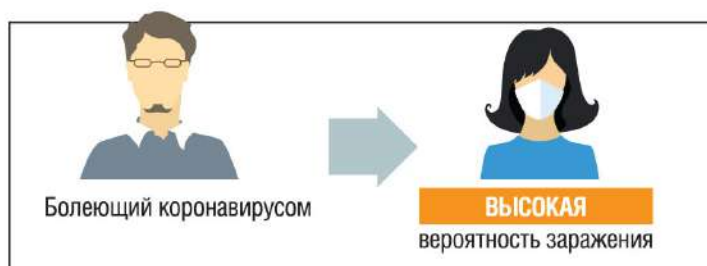 Болеющий коронавирусом
ВЫСОКАЯ
вероятность заражения